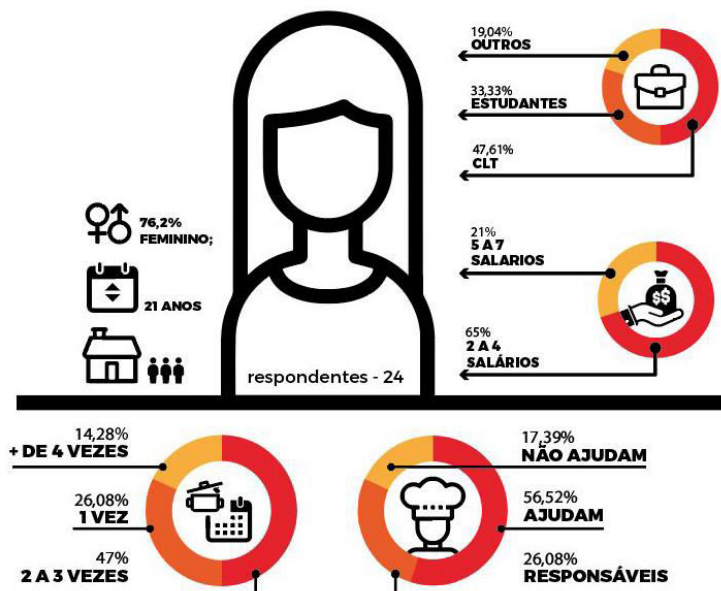 19,04%
OUTROS
33,33%
ESTUDANTES
47,61%
CLT
76,2%
FEMININO;
21 ANOS
21%
5 A 7
SALARIOS
65%
2 A 4
SALÁRIOS
$$
respondentes - 24
14,28%
+ DE 4 VEZES
26,08%
1 VEZ
47%
2 A 3 VEZES
17,39%
NÃO AJUDAM
56,52%
AJUDAM
26,08%
RESPONSÁVEIS